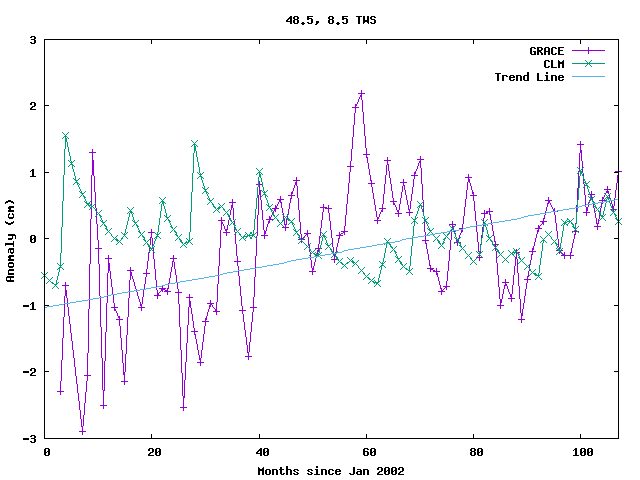 48.5, 8.5 TWS
GRACE
CLM
Trend Line
3
2
1
0
-1
-2
-3
Anomaly (cm)
0 20 40 60 80 100
Months since Jan 2002